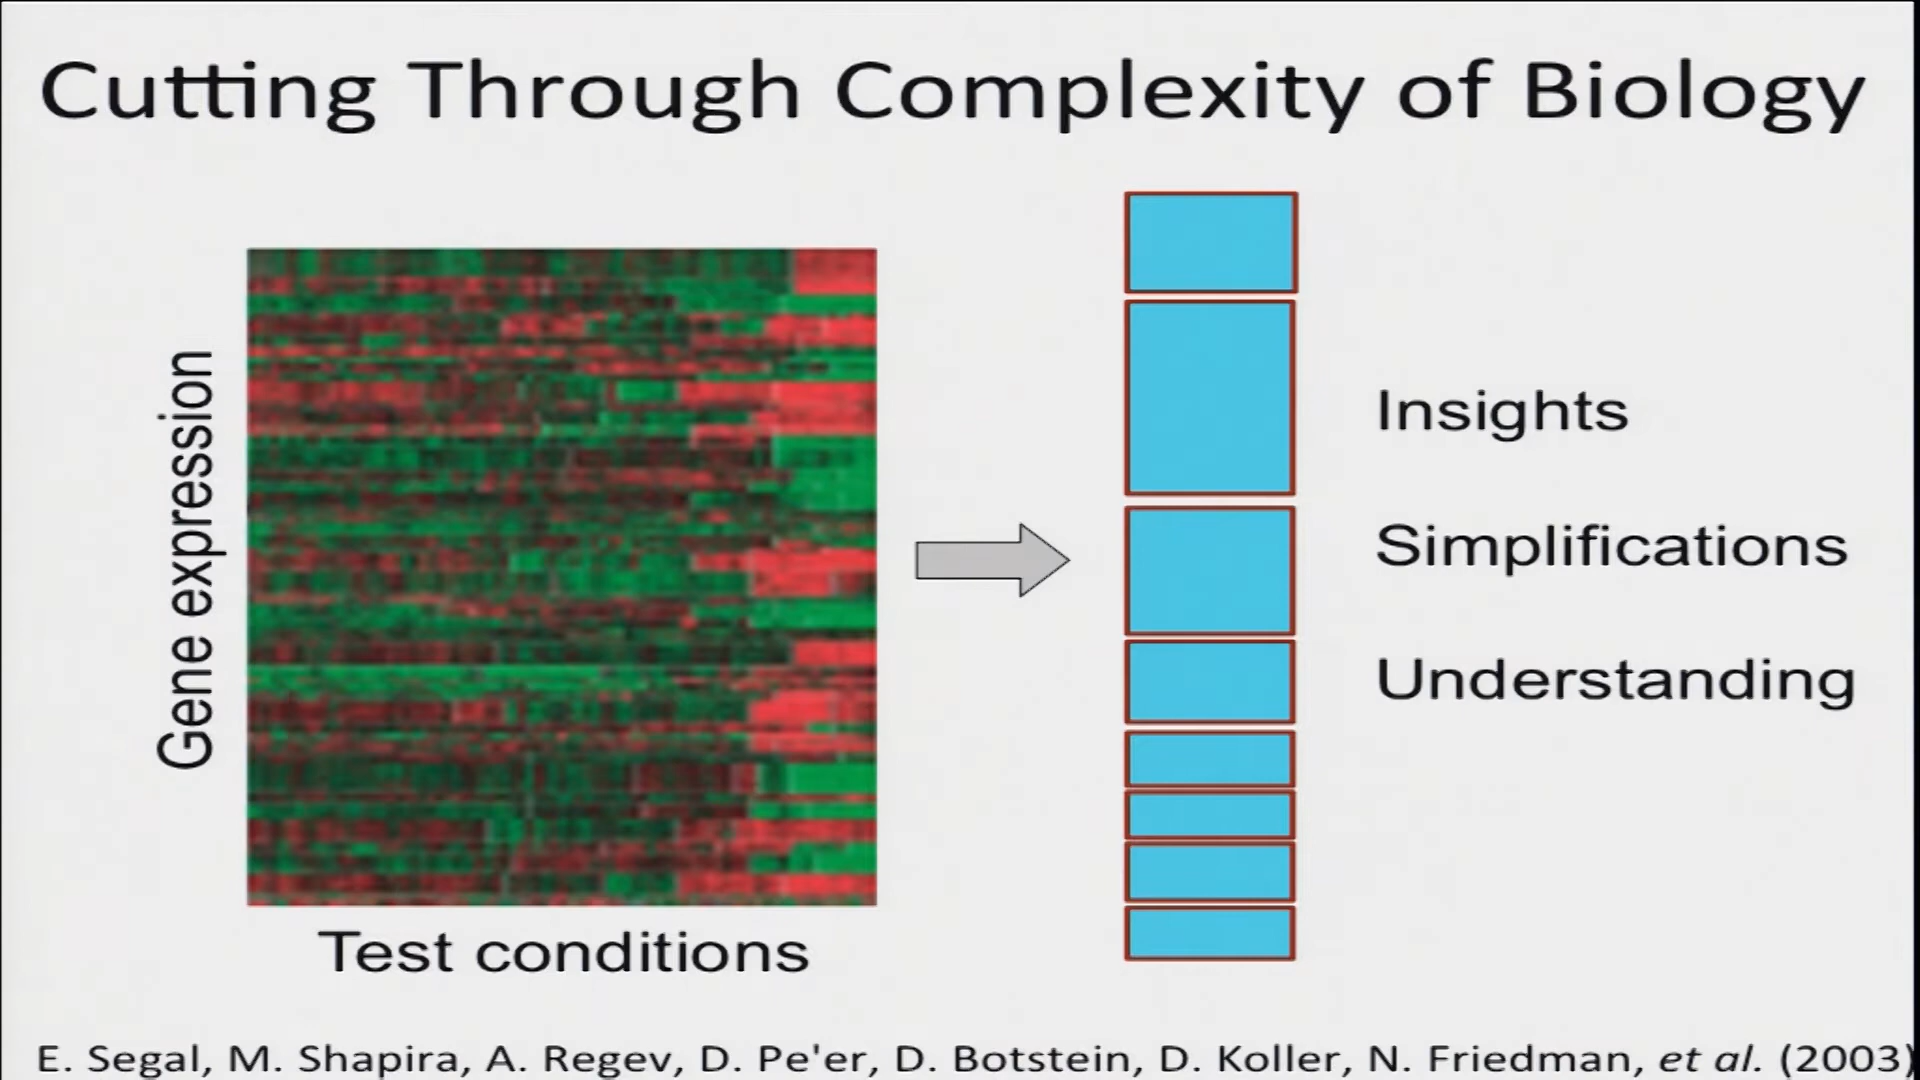 Cutting Through Complexity of Biology
Gene expression
Test conditions
Insights
Simplifications
Understanding
E. Segal, M. Shapira, A. Regev, D. Pe'er, D. Botstein, D. Koller, N. Friedman, et al. (2003)